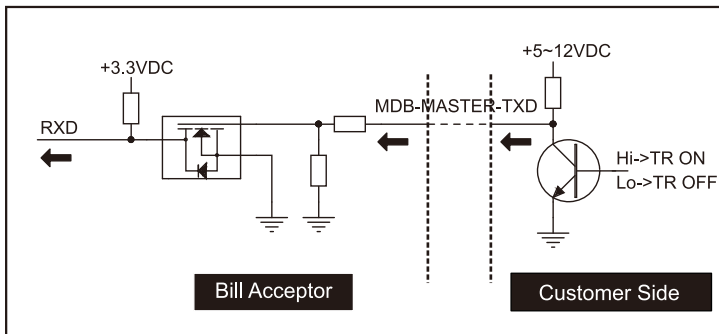 +5~12VDC
+3.3VDC
MDB-MASTER-TXD
RXD
Hi->TR ON
Lo->TR OFF
Bill Acceptor
Customer Side